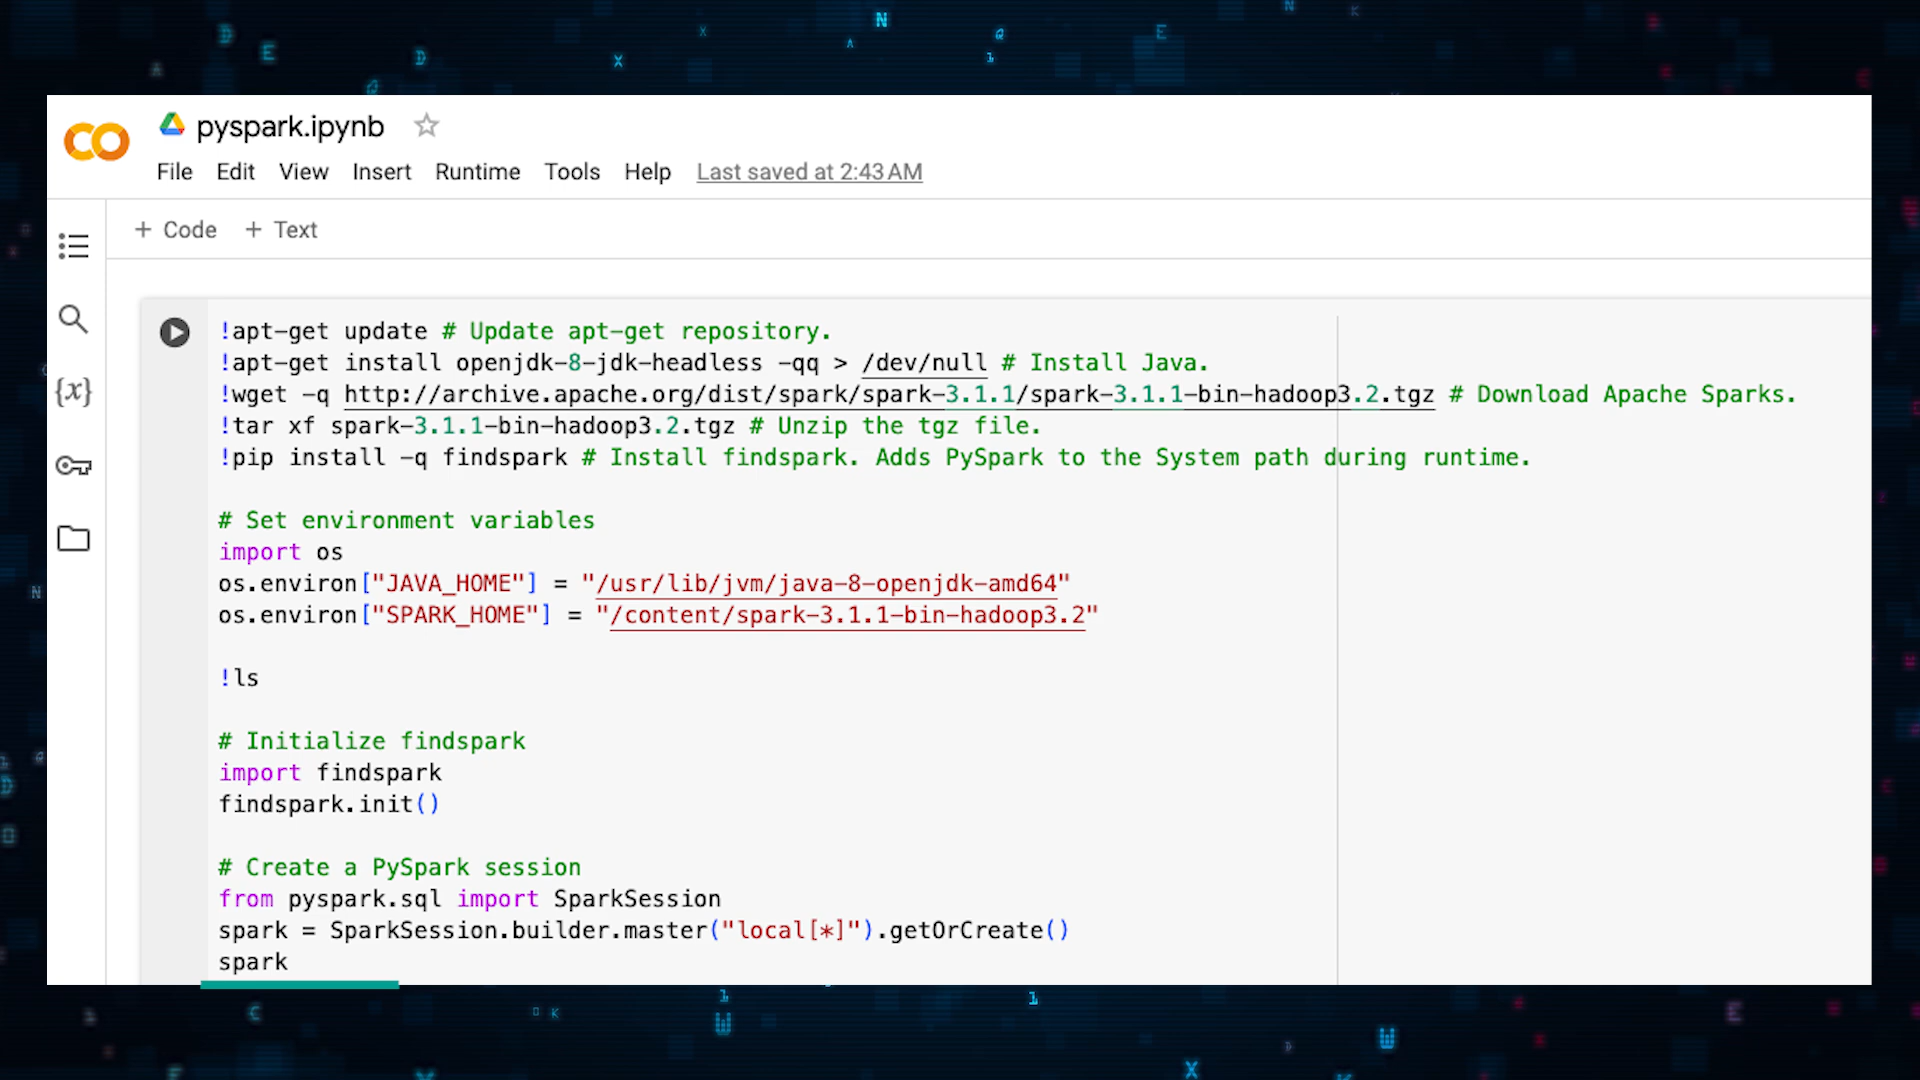 pyspark.ipynb
File Edit View Insert Runtime Tools Help Last saved at 2:43 AM
+ Code + Text
!apt-get update # Update apt-get repository.
!apt-get install openjdk-8-jdk-headless -qq > /dev/null # Install Java.
!wget -q http://archive.apache.org/dist/spark/spark-3.1.1/spark-3.1.1-bin-hadoop3.2.tgz # Download Apache Sparks.
!tar xf spark-3.1.1-bin-hadoop3.2.tgz # Unzip the tgz file.
!pip install -q findspark # Install findspark. Adds PySpark to the System path during runtime.
# Set environment variables
import os
os.environ["JAVA_HOME"] = "/usr/lib/jvm/java-8-openjdk-amd64"
os.environ["SPARK_HOME"] = "/content/spark-3.1.1-bin-hadoop3.2"
!ls
# Initialize findspark
import findspark
findspark.init()
# Create a PySpark session
from pyspark.sql import SparkSession
spark = SparkSession.builder.master("local[*]").getOrCreate()
spark